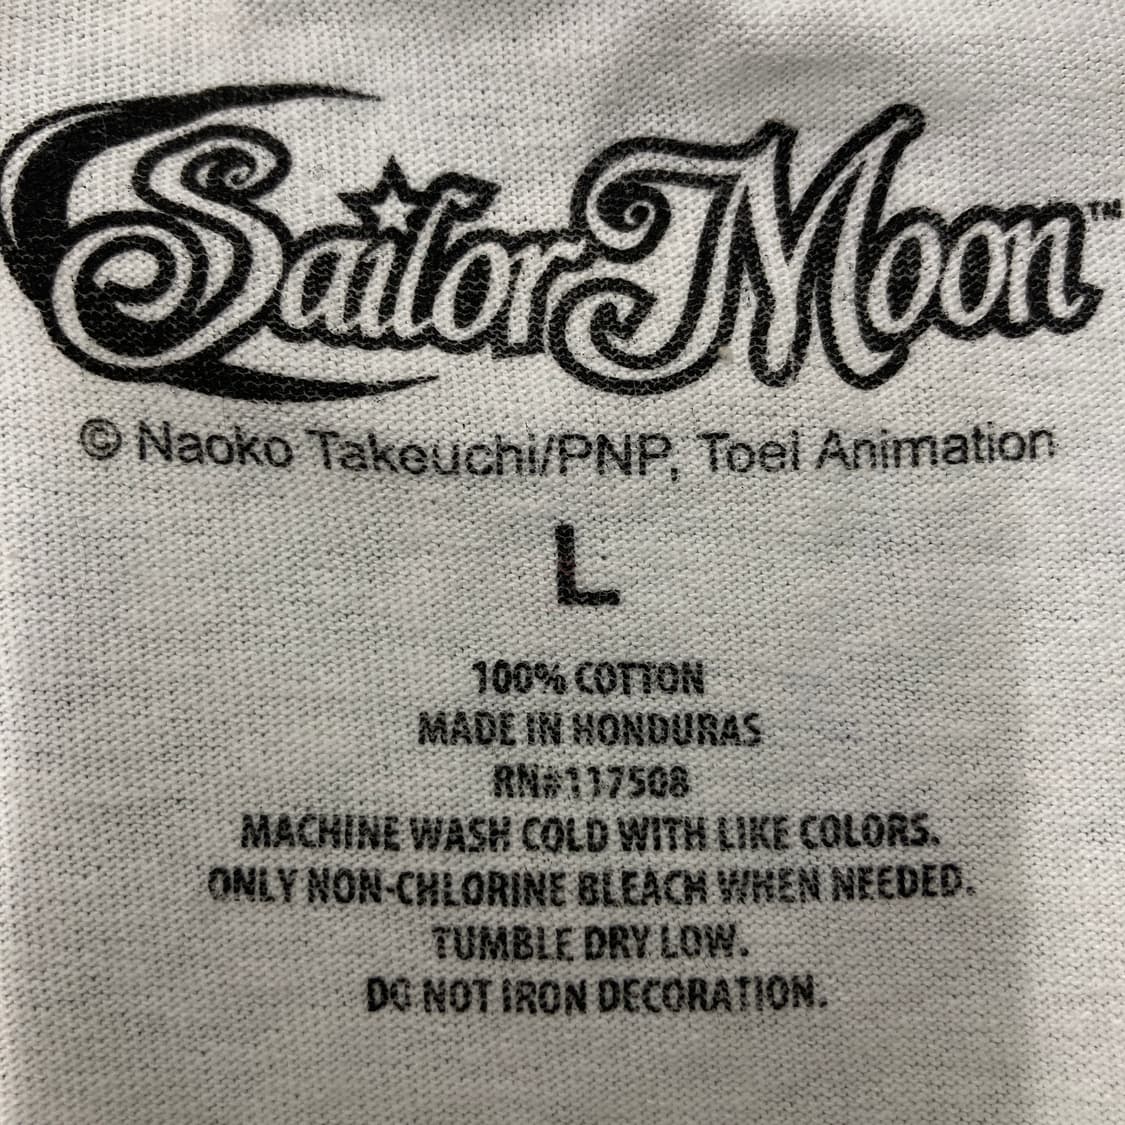 Sailor Moon™
© Naoko Takeuchi/PNP, Toei Animation
L
100% COTTON
MADE IN HONDURAS
RN#117508
MACHINE WASH COLD WITH LIKE COLORS.
ONLY NON-CHLORINE BLEACH WHEN NEEDED.
TUMBLE DRY LOW.
DO NOT IRON DECORATION.